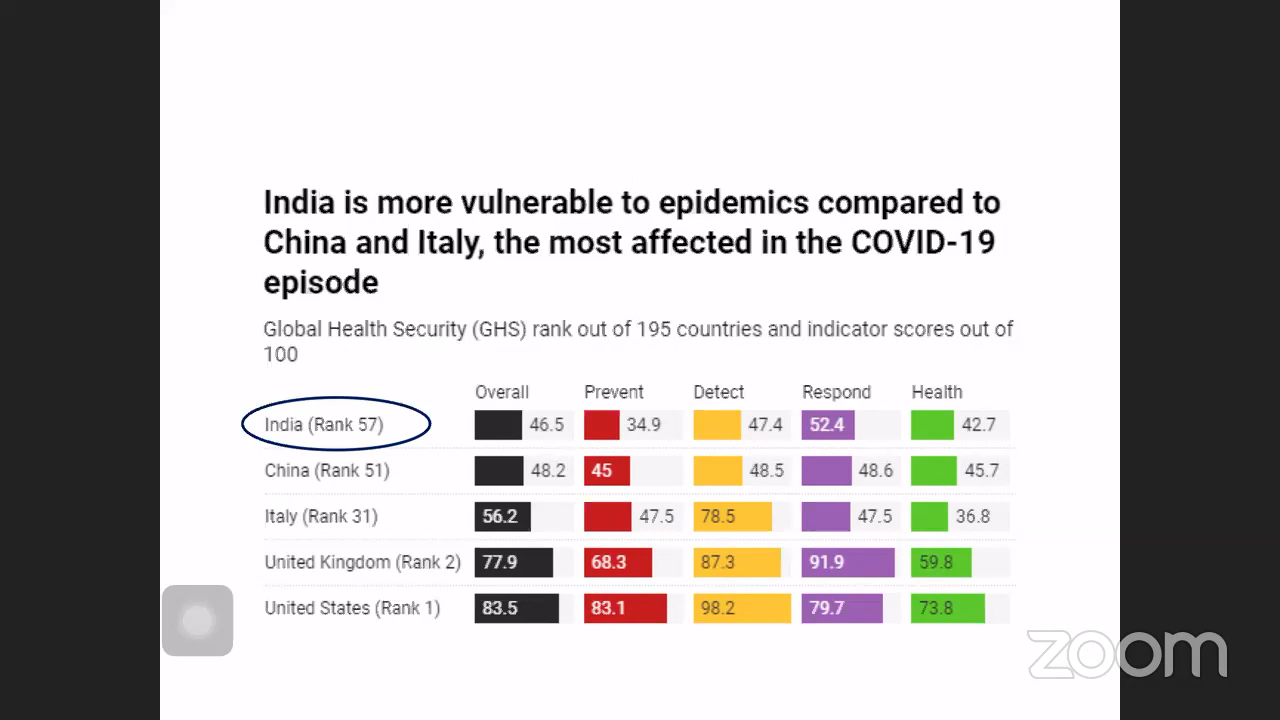 India is more vulnerable to epidemics compared to
China and Italy, the most affected in the COVID-19
episode
Global Health Security (GHS) rank out of 195 countries and indicator scores out of
100
Overall Prevent Detect Respond Health
India (Rank 57) 46.5 34.9 47.4 52.4 42.7
China (Rank 51) 48.2 45 48.5 48.6 45.7
Italy (Rank 31) 56.2 47.5 78.5 47.5 36.8
United Kingdom (Rank 2) 77.9 68.3 87.3 91.9 59.8
United States (Rank 1) 83.5 83.1 98.2 79.7 73.8
zoom